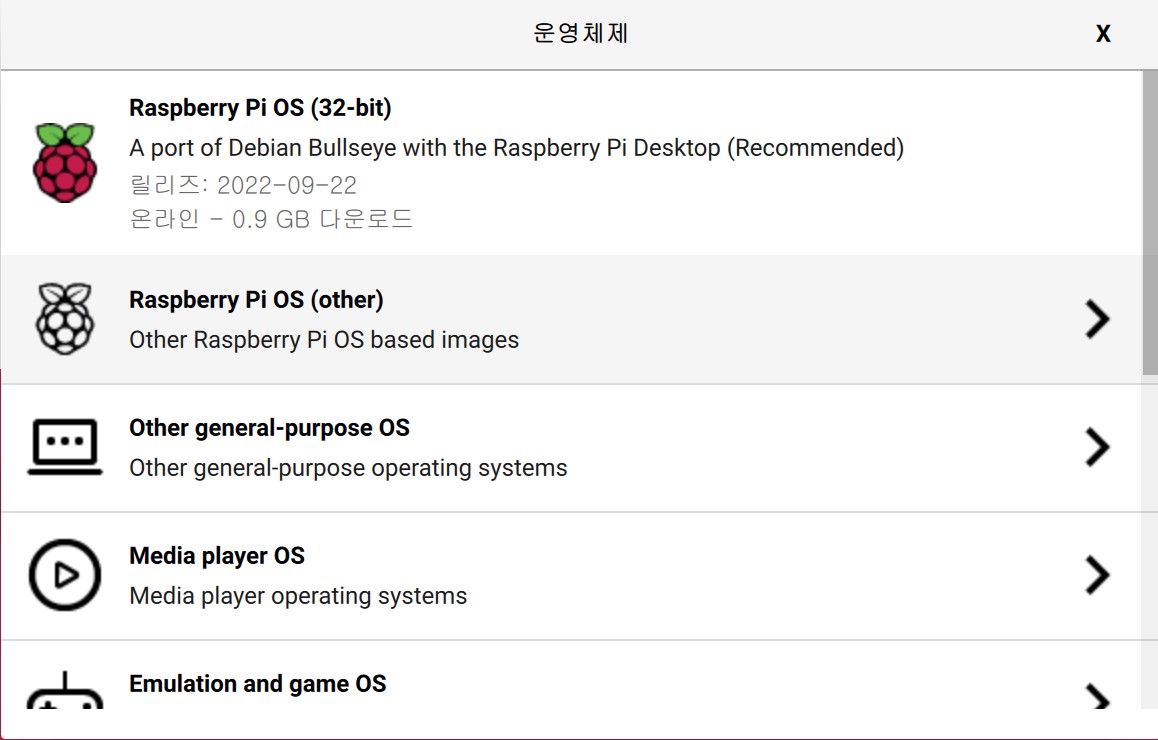 운영체제
X
Raspberry Pi OS (32-bit)
A port of Debian Bullseye with the Raspberry Pi Desktop (Recommended)
릴리즈: 2022-09-22
온라인 - 0.9 GB 다운로드
Raspberry Pi OS (other)
Other Raspberry Pi OS based images
Other general-purpose OS
Other general-purpose operating systems
Media player OS
Media player operating systems
Emulation and game OS